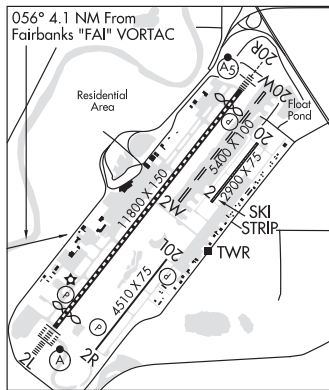 056° 4.1 NM From
Fairbanks "FAI" VORTAC
20R
A5
20W
Residential
Area
P
Float
Pond
20
5400 X 100
11800 X 150
2900 X 75
2
2W
SKI
STRIP
20L
TWR
P
4510 X 75
P
P
2L
A
2R